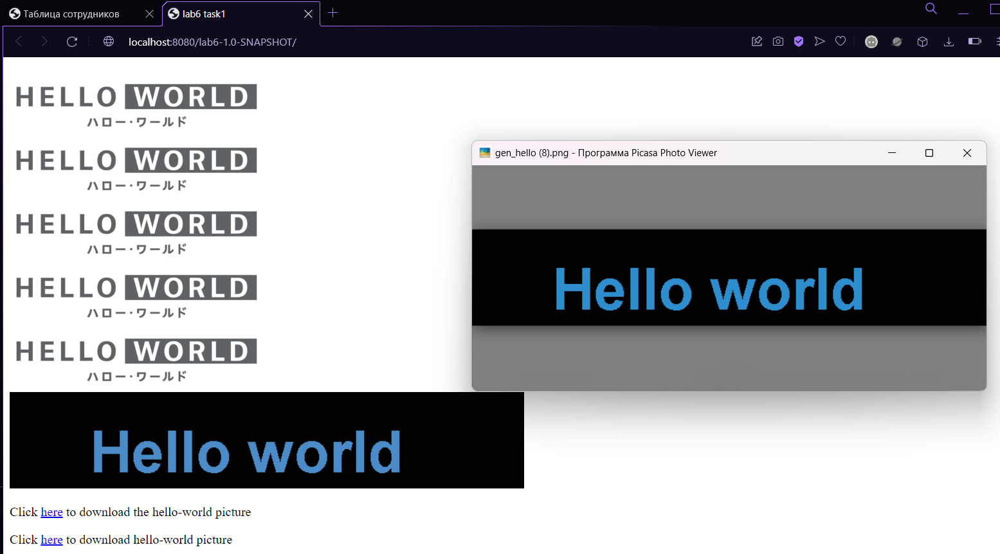 Таблица сотрудников
lab6 task1
localhost:8080/lab6-1.0-SNAPSHOT/
HELLO WORLD
ハロー・ワールド
HELLO WORLD
ハロー・ワールド
HELLO WORLD
ハロー・ワールド
HELLO WORLD
ハロー・ワールド
HELLO WORLD
ハロー・ワールド
gen_hello (8).png - Программа Picasa Photo Viewer
Hello world
Hello world
Click here to download the hello-world picture
Click here to download hello-world picture